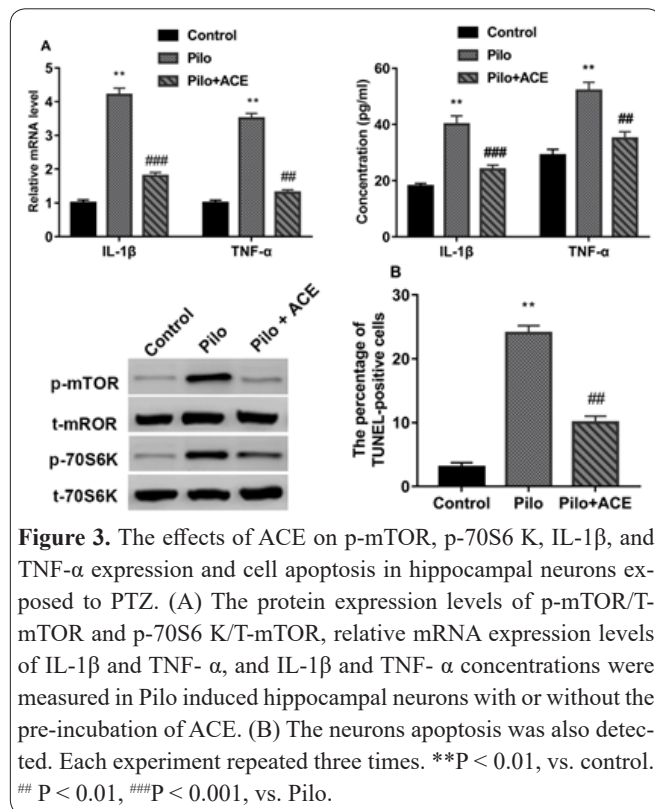 A
Control
Pilo
Pilo+ACE
Relative mRNA level
5
4
3
2
1
0
**
###
**
##
IL-1β
TNF-α
Control
Pilo
Pilo+ACE
Concentration (pg/ml)
60
40
20
0
**
###
**
##
IL-1β
TNF-α
Control
Pilo
Pilo + ACE
p-mTOR
t-mROR
p-70S6K
t-70S6K
B
The percentage of
TUNEL-positive cells
30
20
10
0
**
##
Control
Pilo
Pilo+ACE
Figure 3. The effects of ACE on p-mTOR, p-70S6 K, IL-1β, and
TNF-α expression and cell apoptosis in hippocampal neurons ex-
posed to PTZ. (A) The protein expression levels of p-mTOR/T-
mTOR and p-70S6 K/T-mTOR, relative mRNA expression levels
of IL-1β and TNF- α, and IL-1β and TNF- α concentrations were
measured in Pilo induced hippocampal neurons with or without the
pre-incubation of ACE. (B) The neurons apoptosis was also detec-
ted. Each experiment repeated three times. **P < 0.01, vs. control.
## P < 0.01, ###P < 0.001, vs. Pilo.